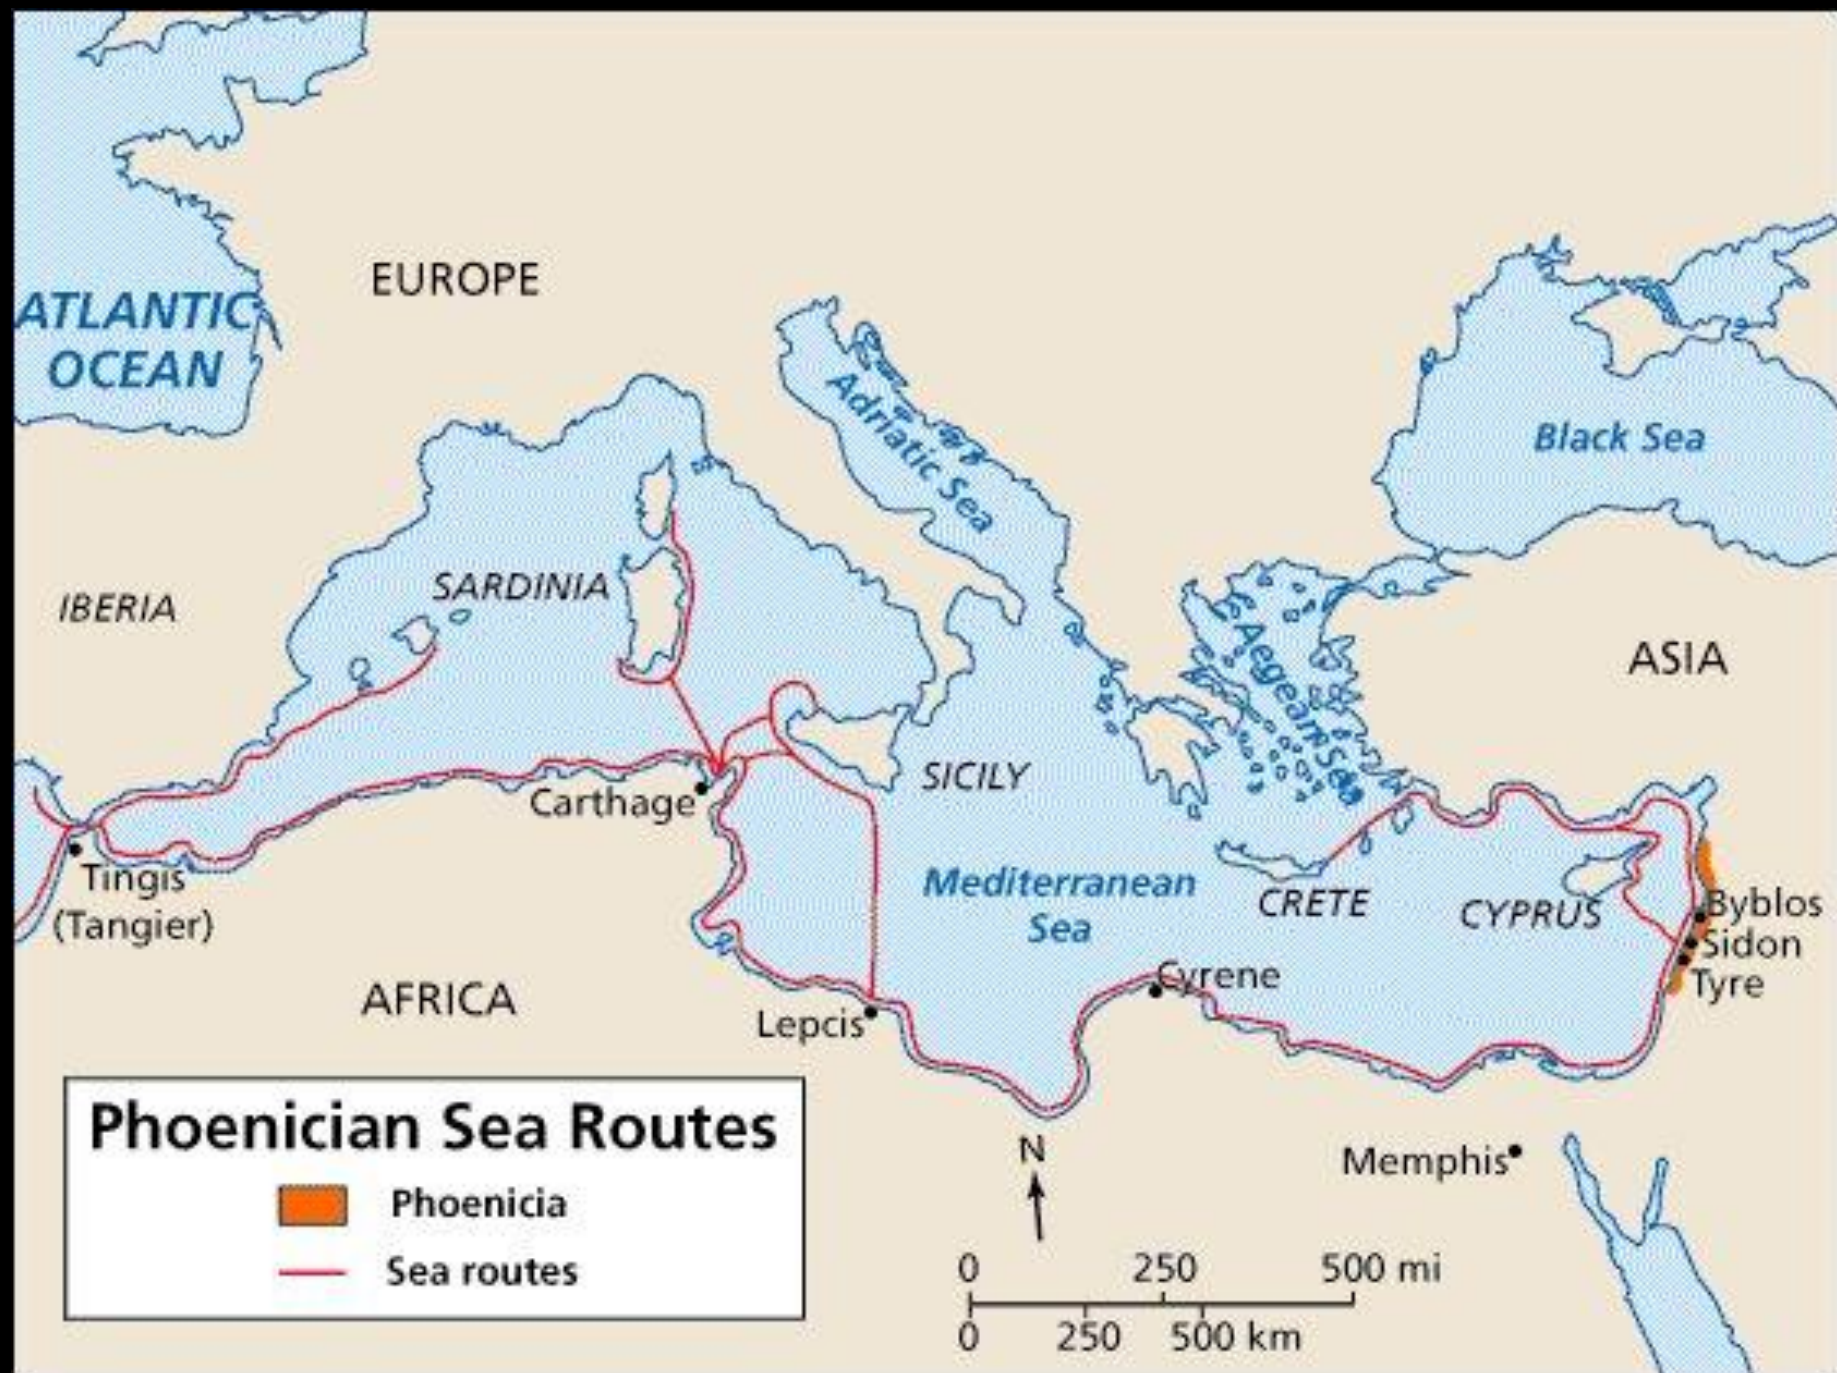 EUROPE
ATLANTIC
OCEAN
Adriatic Sea
Black Sea
IBERIA
SARDINIA
Aegean Sea
ASIA
SICILY
Carthage
Tingis
(Tangier)
Mediterranean
Sea
CRETE
CYPRUS
Byblos
Sidon
Tyre
Cyrene
AFRICA
Lepcis
Memphis
Phoenician Sea Routes
Phoenicia
Sea routes
N
0 250 500 mi
0 250 500 km